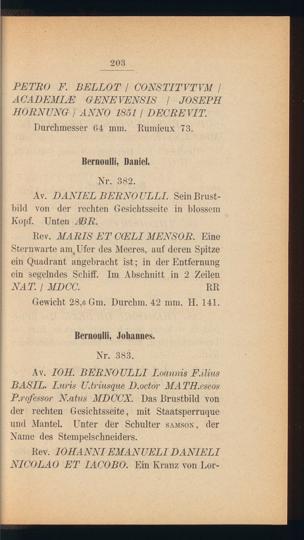 203
PETRO F. BELLOT / CONSTITVTVM /
ACADEMIÆ GENEVENSIS / JOSEPH
HORNUNG / ANNO 1851 / DECREVIT.
Durchmesser 64 mm. Rumieux 73.
Bernoulli, Daniel.
Nr. 382.
Av. DANIEL BERNOULLI. Sein Brust-
bild von der rechten Gesichtsseite in blossem
Kopf. Unten ABR.
Rev. MARIS ET CŒLI MENSOR. Eine
Sternwarte am Ufer des Meeres, auf deren Spitze
ein Quadrant angebracht ist; in der Entfernung
ein segelndes Schiff. Im Abschnitt in 2 Zeilen
NAT. / MDCC. RR
Gewicht 28,6 Gm. Durchm. 42 mm. H. 141.
Bernoulli, Johannes.
Nr. 383.
Av. IOH. BERNOULLI Ioannis F.ilius
BASIL. Iuris U.triusque D.octor MATH.eseos
P.rofessor N.atus MDCCX. Das Brustbild von
der rechten Gesichtsseite, mit Staatsperruque
und Mantel. Unter der Schulter SAMSON, der
Name des Stempelschneiders.
Rev. IOHANNI EMANUELI DANIELI
NICOLAO ET IACOBO. Ein Kranz von Lor-